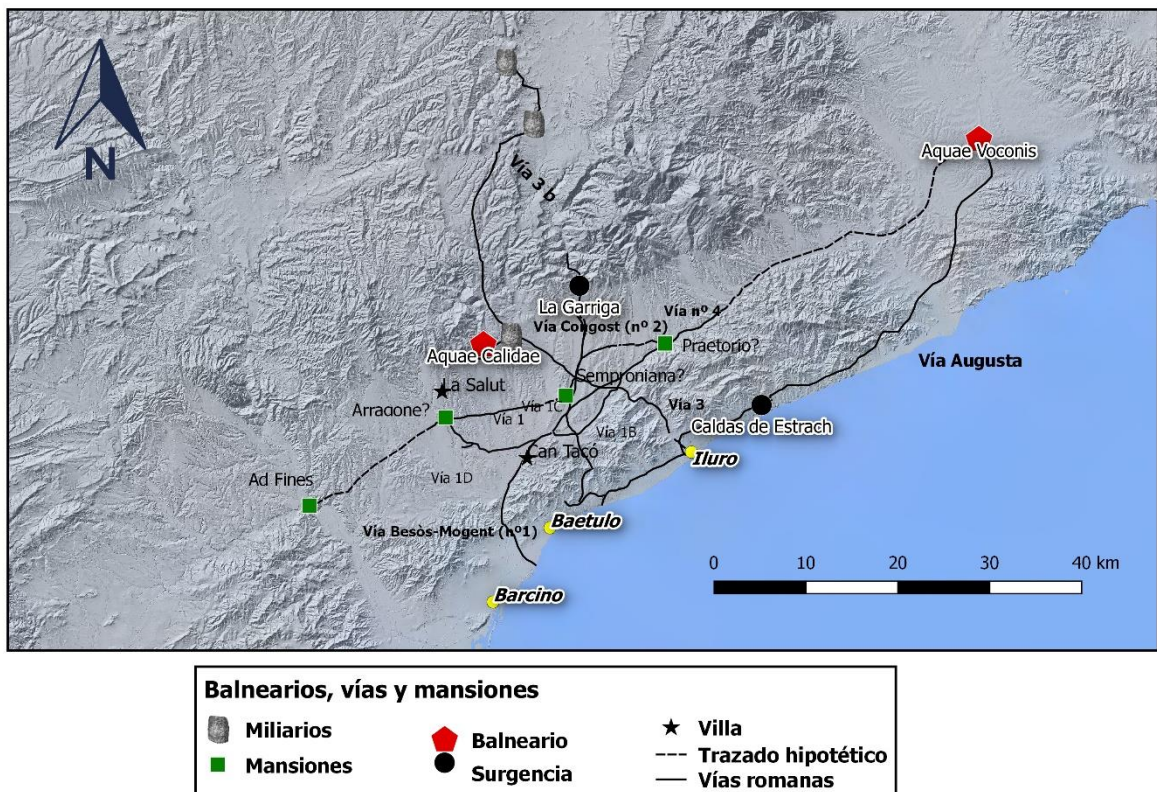 N
Vía 3 b
Aquae Voconis
La Garriga
Vía nº 4
Vía Congost (nº 2)
Praetorio?
Aquae Calidae
Vía Augusta
La Salut
Semproniana?
Arragone?
Vía 1C
Vía 3
Vía 1
Vía 1B
Caldas de Estrach
Can Tacó
Iluro
Ad Fines
Vía 1D
Vía Besòs-Mogent (nº1)
Baetulo
Barcino
0 10 20 30 40 km
Balnearios, vías y mansiones
Miliarios
Mansiones
Balneario
Surgencia
Villa
Trazado hipotético
Vías romanas